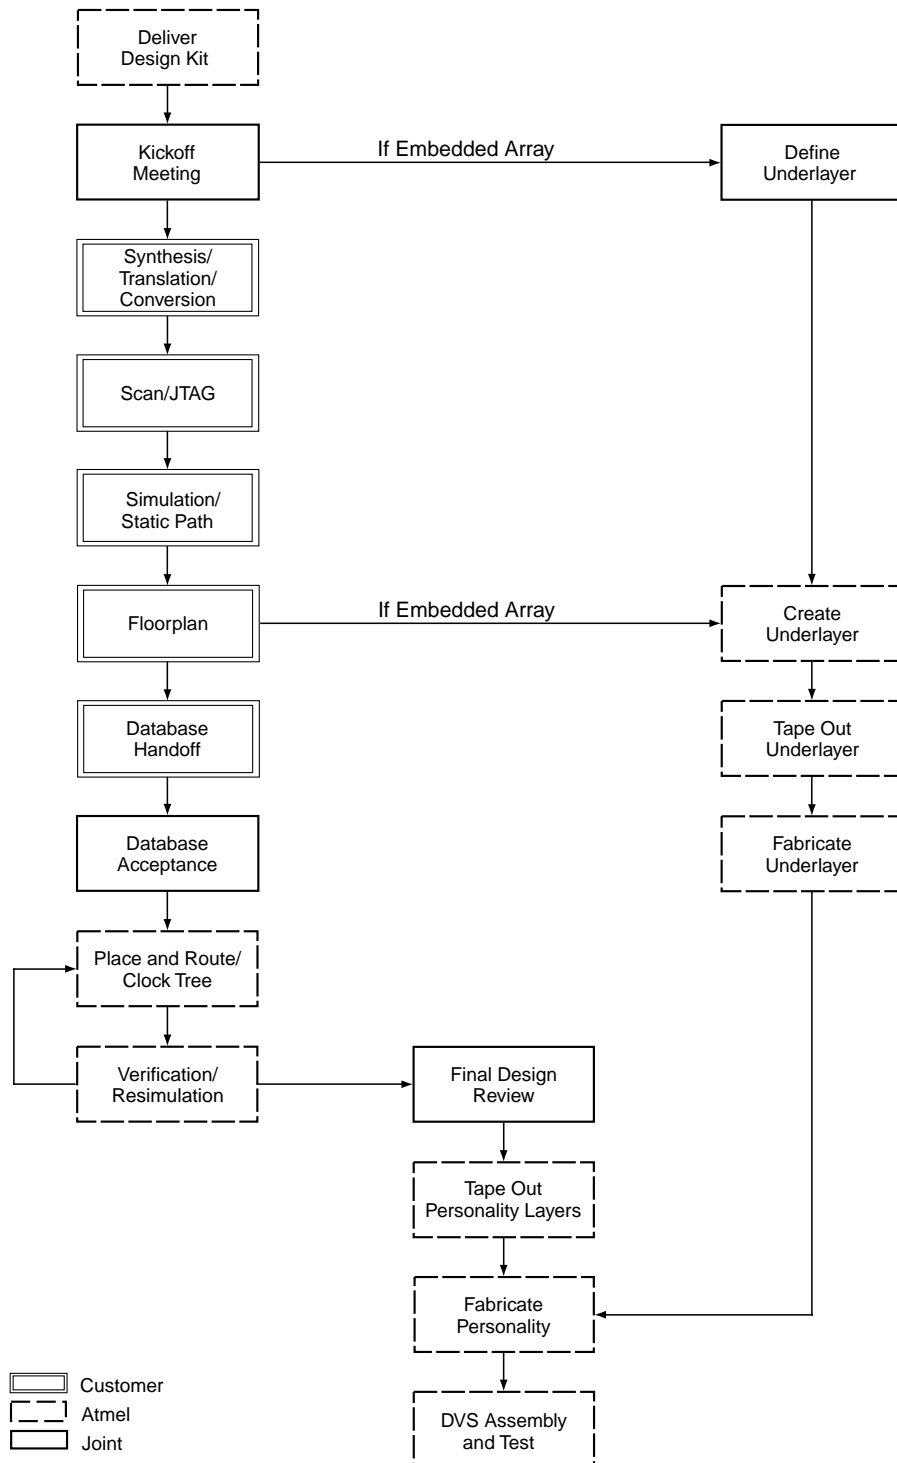 Deliver
Design Kit
Kickoff
Meeting
If Embedded Array
Define
Underlayer
Synthesis/
Translation/
Conversion
Scan/JTAG
Simulation/
Static Path
Floorplan
If Embedded Array
Create
Underlayer
Database
Handoff
Tape Out
Underlayer
Database
Acceptance
Fabricate
Underlayer
Place and Route/
Clock Tree
Verification/
Resimulation
Final Design
Review
Tape Out
Personality Layers
Fabricate
Personality
DVS Assembly
and Test
Customer
Atmel
Joint